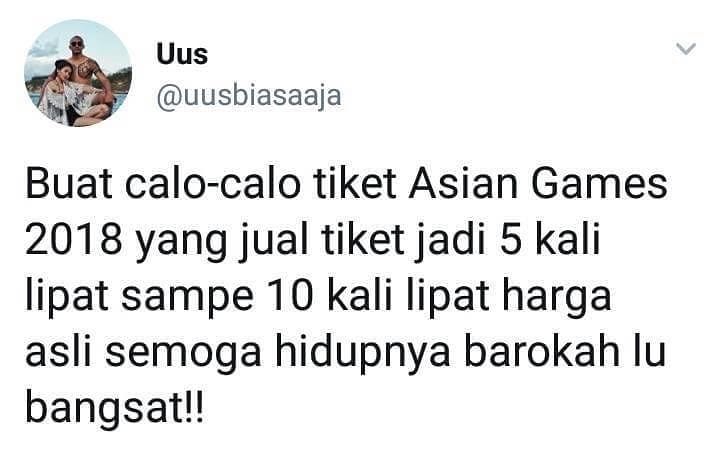 Uus
@uusbiasaaja
Buat calo-calo tiket Asian Games
2018 yang jual tiket jadi 5 kali
lipat sampe 10 kali lipat harga
asli semoga hidupnya barokah lu
bangsat!!